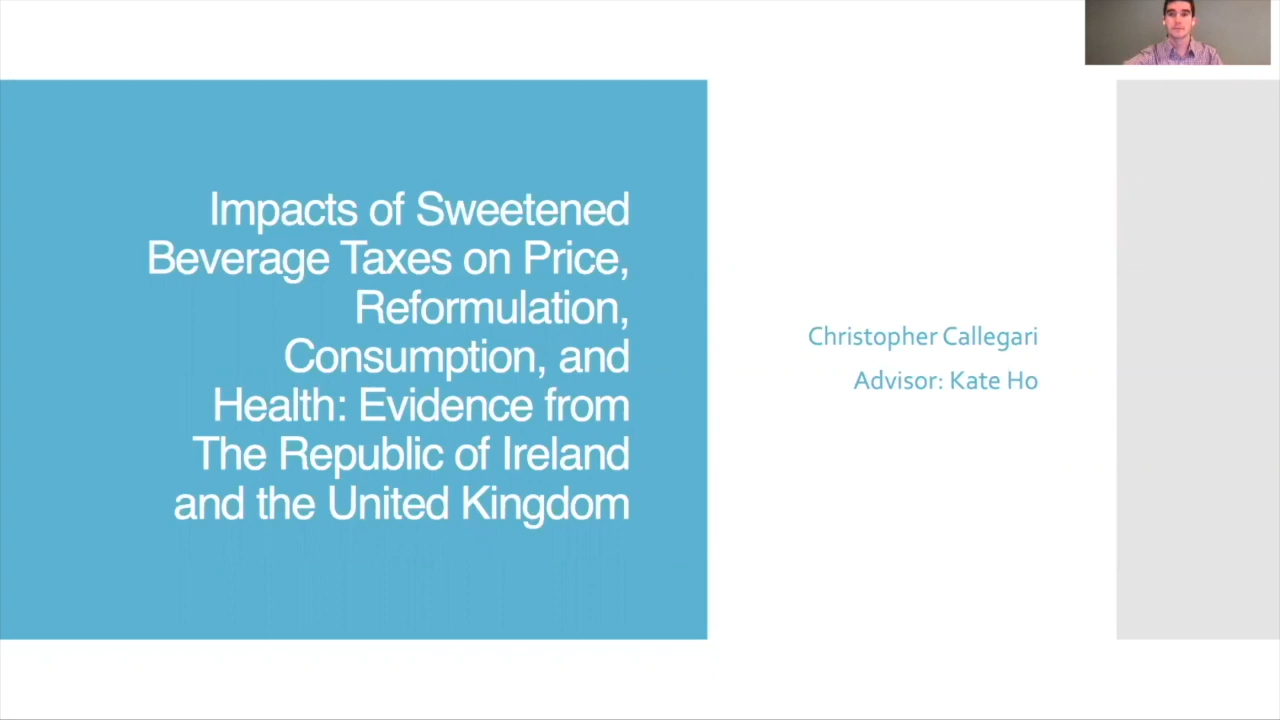 Impacts of Sweetened
Beverage Taxes on Price,
Reformulation,
Consumption, and
Health: Evidence from
The Republic of Ireland
and the United Kingdom
Christopher Callegari
Advisor: Kate Ho